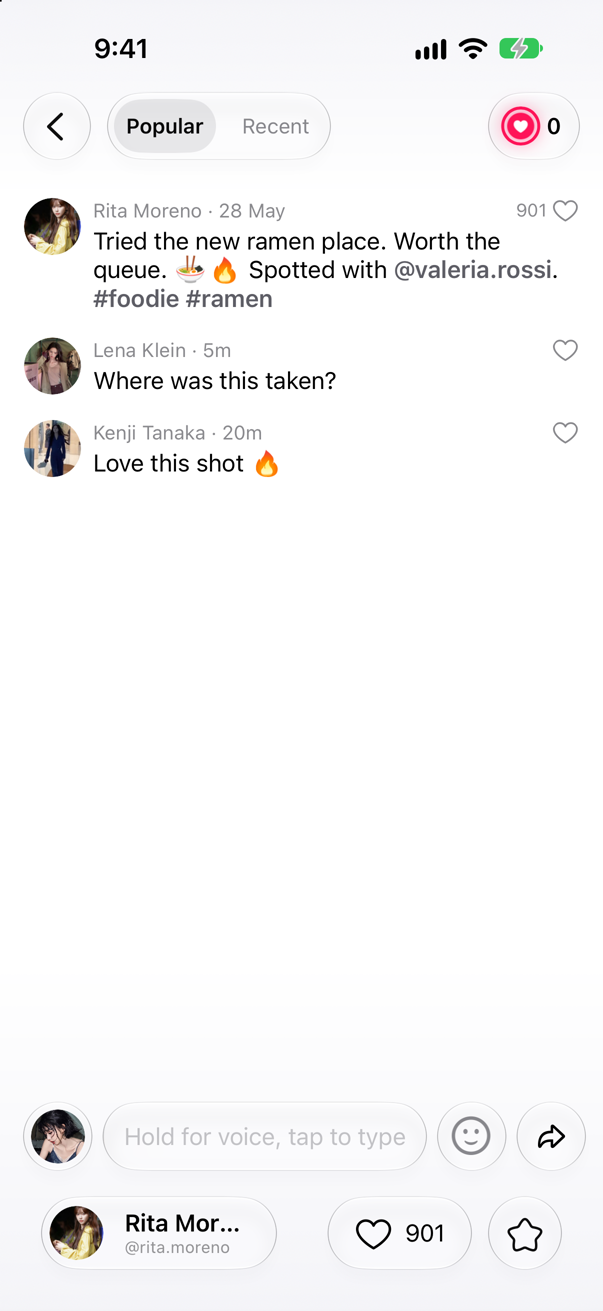 9:41
Popular
Recent
0
Rita Moreno · 28 May
901
Tried the new ramen place. Worth the
queue. 🍜🔥 Spotted with @valeria.rossi.
#foodie #ramen
Lena Klein · 5m
Where was this taken?
Kenji Tanaka · 20m
Love this shot 🔥
Hold for voice, tap to type
Rita Mor...
901
@rita.moreno